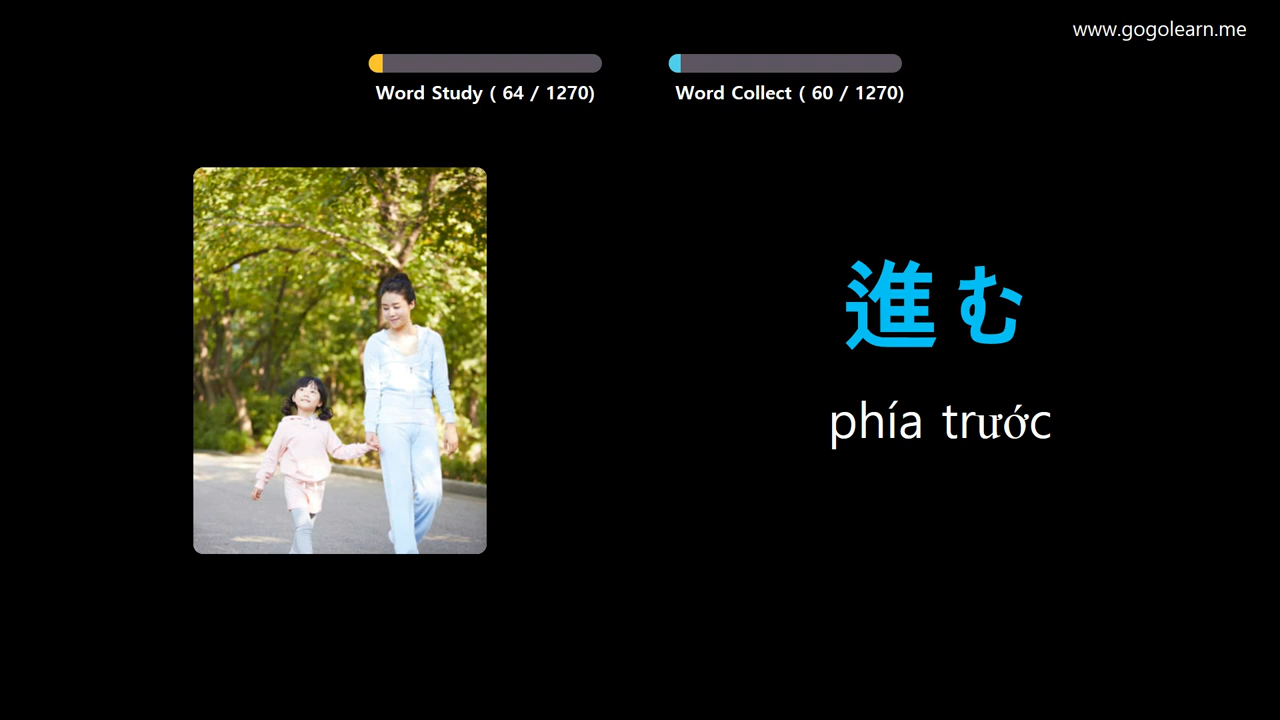 www.gogolearn.me
Word Study ( 64 / 1270)
Word Collect ( 60 / 1270)
進む
phía trước